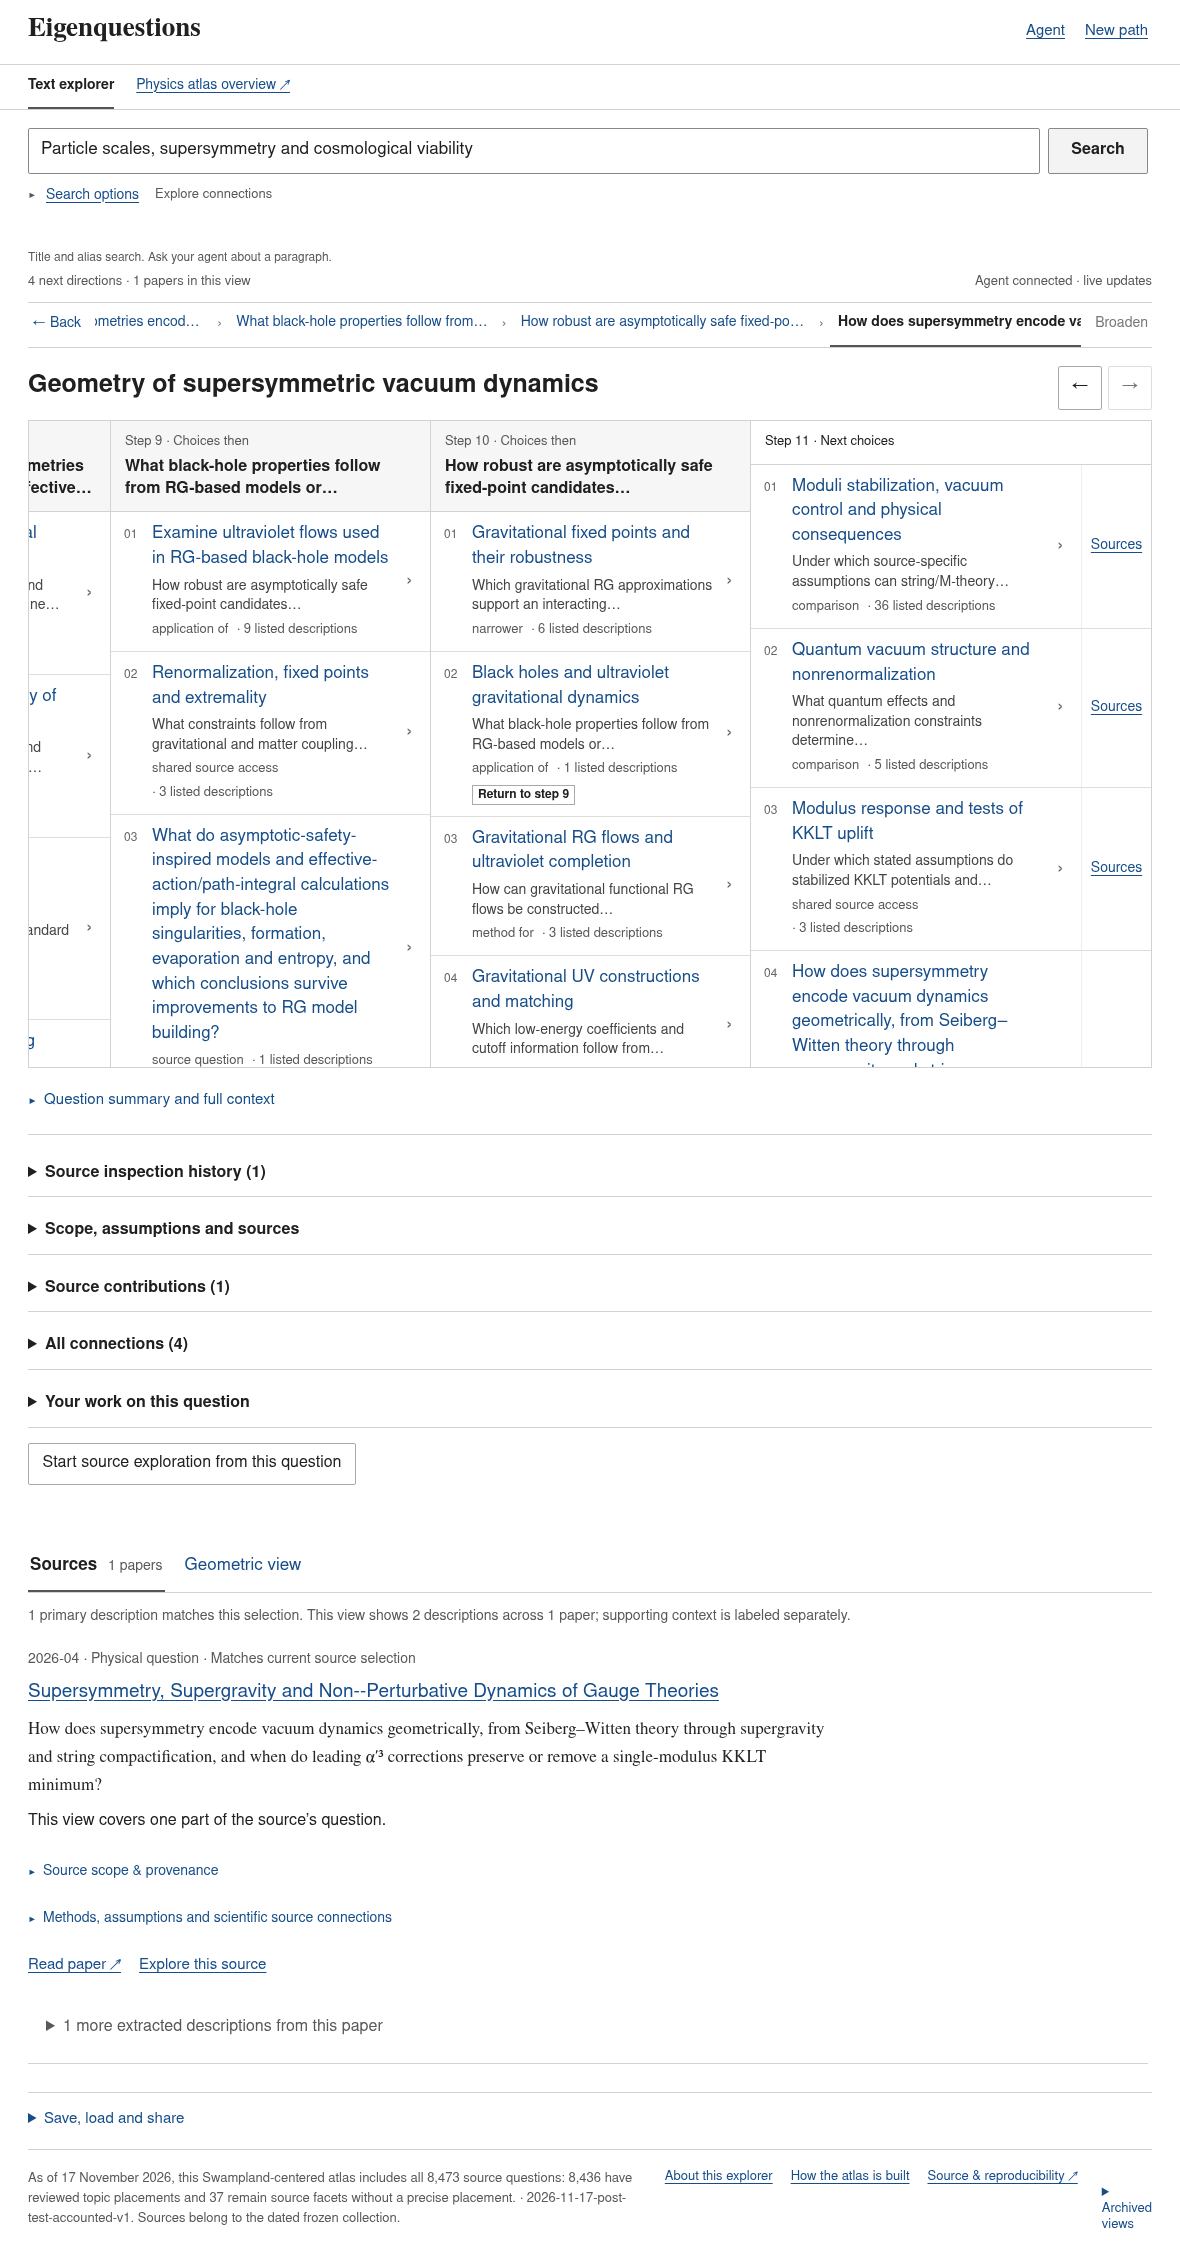 Eigenquestions
Agent
New path
Text explorer
Physics atlas overview ↗
Particle scales, supersymmetry and cosmological viability
Search
▸ Search options
Explore connections
Title and alias search. Ask your agent about a paragraph.
4 next directions · 1 papers in this view
Agent connected · live updates
← Back
ometries encod…
›
What black-hole properties follow from…
›
How robust are asymptotically safe fixed-po…
›
How does supersymmetry encode va
Broaden
Geometry of supersymmetric vacuum dynamics
←
→
metries
fective…
al
nd
ne…
›
y of
nd
…
›
andard
›
g
Step 9 · Choices then
What black-hole properties follow
from RG-based models or…
01
Examine ultraviolet flows used
in RG-based black-hole models
How robust are asymptotically safe
fixed-point candidates…
application of · 9 listed descriptions
›
02
Renormalization, fixed points
and extremality
What constraints follow from
gravitational and matter coupling…
shared source access
· 3 listed descriptions
›
03
What do asymptotic-safety-
inspired models and effective-
action/path-integral calculations
imply for black-hole
singularities, formation,
evaporation and entropy, and
which conclusions survive
improvements to RG model
building?
source question · 1 listed descriptions
›
Step 10 · Choices then
How robust are asymptotically safe
fixed-point candidates…
01
Gravitational fixed points and
their robustness
Which gravitational RG approximations
support an interacting…
narrower · 6 listed descriptions
›
02
Black holes and ultraviolet
gravitational dynamics
What black-hole properties follow from
RG-based models or…
application of · 1 listed descriptions
Return to step 9
›
03
Gravitational RG flows and
ultraviolet completion
How can gravitational functional RG
flows be constructed…
method for · 3 listed descriptions
›
04
Gravitational UV constructions
and matching
Which low-energy coefficients and
cutoff information follow from…
›
Step 11 · Next choices
01
Moduli stabilization, vacuum
control and physical
consequences
Under which source-specific
assumptions can string/M-theory…
comparison · 36 listed descriptions
›
Sources
02
Quantum vacuum structure and
nonrenormalization
What quantum effects and
nonrenormalization constraints
determine…
comparison · 5 listed descriptions
›
Sources
03
Modulus response and tests of
KKLT uplift
Under which stated assumptions do
stabilized KKLT potentials and…
shared source access
· 3 listed descriptions
›
Sources
04
How does supersymmetry
encode vacuum dynamics
geometrically, from Seiberg–
Witten theory through
▸ Question summary and full context
▶ Source inspection history (1)
▶ Scope, assumptions and sources
▶ Source contributions (1)
▶ All connections (4)
▶ Your work on this question
Start source exploration from this question
Sources 1 papers
Geometric view
1 primary description matches this selection. This view shows 2 descriptions across 1 paper; supporting context is labeled separately.
2026-04 · Physical question · Matches current source selection
Supersymmetry, Supergravity and Non--Perturbative Dynamics of Gauge Theories
How does supersymmetry encode vacuum dynamics geometrically, from Seiberg–Witten theory through supergravity
and string compactification, and when do leading α′³ corrections preserve or remove a single-modulus KKLT
minimum?
This view covers one part of the source's question.
▸ Source scope & provenance
▸ Methods, assumptions and scientific source connections
Read paper ↗
Explore this source
▶ 1 more extracted descriptions from this paper
▶ Save, load and share
As of 17 November 2026, this Swampland-centered atlas includes all 8,473 source questions: 8,436 have
reviewed topic placements and 37 remain source facets without a precise placement. · 2026-11-17-post-
test-accounted-v1. Sources belong to the dated frozen collection.
About this explorer
How the atlas is built
Source & reproducibility ↗
▶
Archived
views